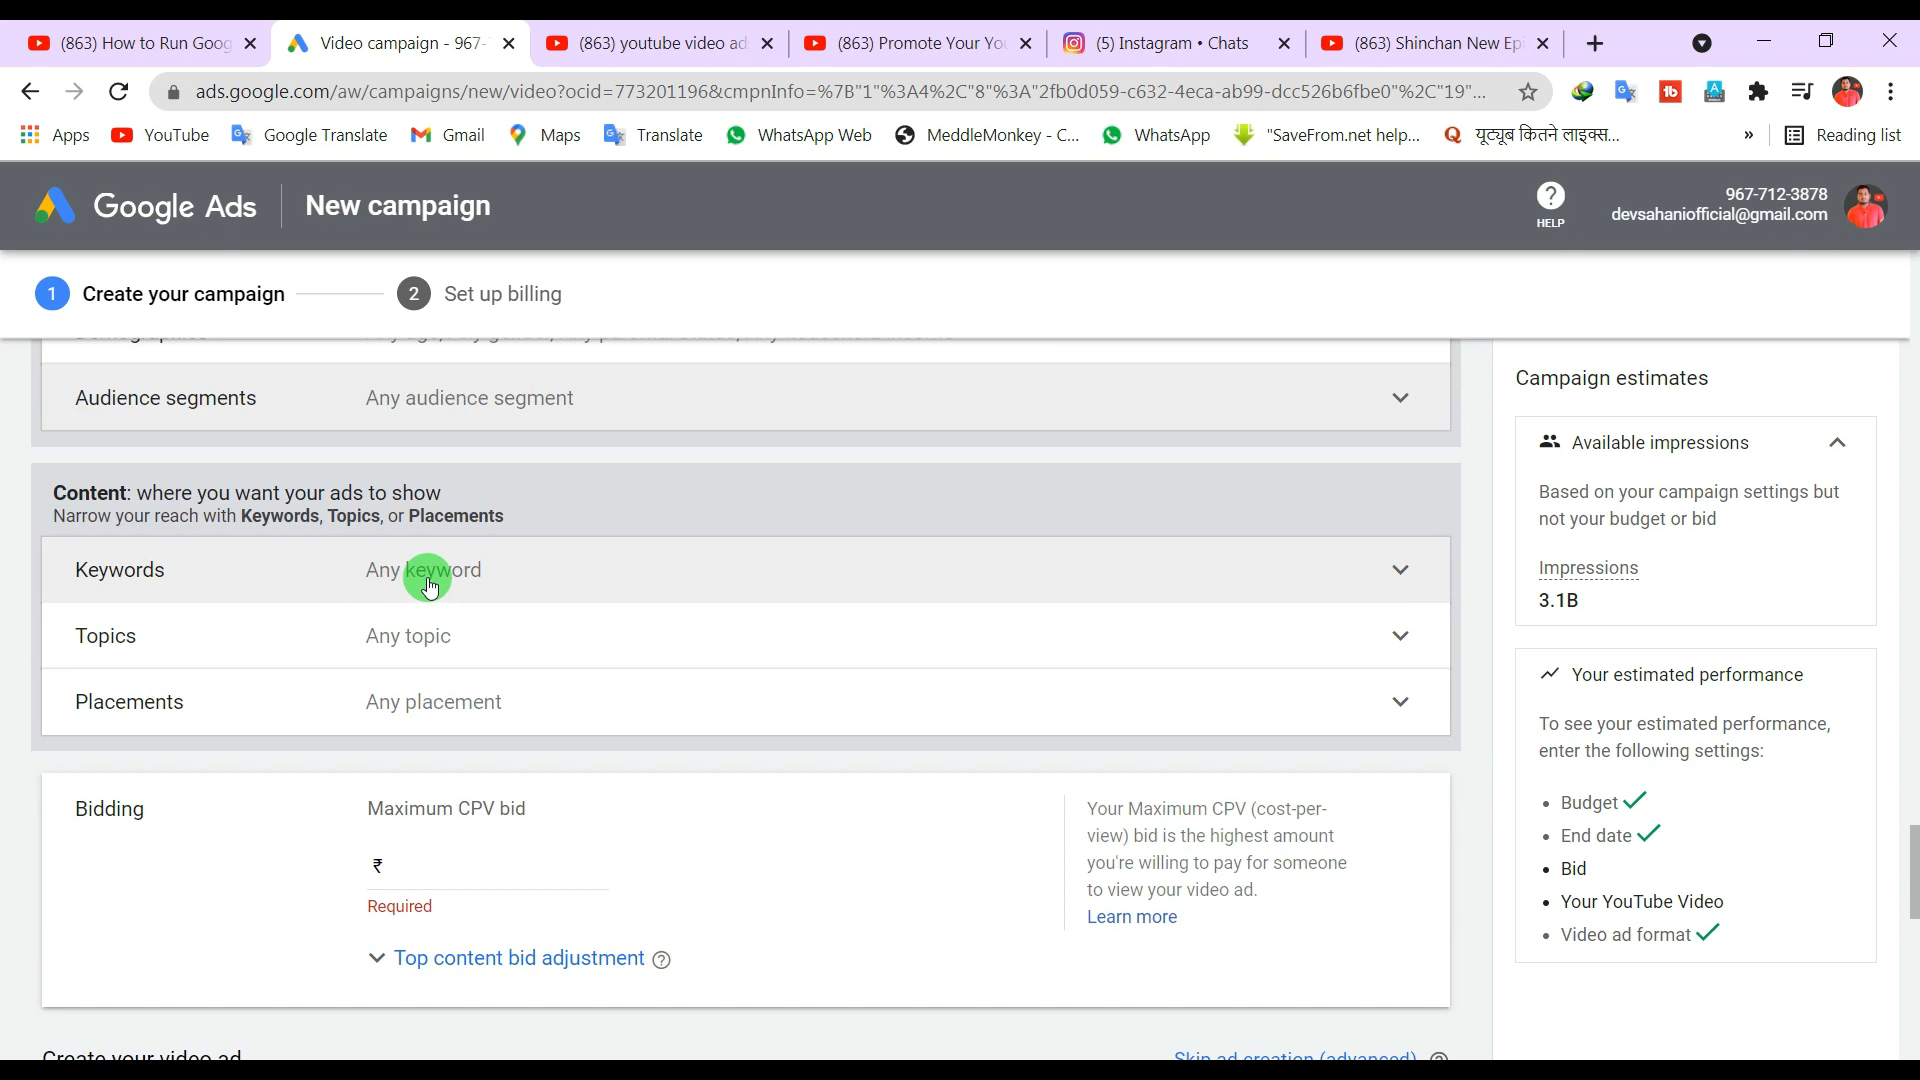 (863) How to Run Goog
Video campaign - 967-
(863) youtube video ad
(863) Promote Your Yo
(5) Instagram • Chats
(863) Shinchan New Ep
ads.google.com/aw/campaigns/new/video?ocid=773201196&cmpnInfo=%7B"1"%3A4%2C"8"%3A"2fb0d059-c632-4eca-ab99-dcc526b6fbe0"%2C"19"...
Apps
YouTube
Google Translate
Gmail
Maps
Translate
WhatsApp Web
MeddleMonkey - C...
WhatsApp
"SaveFrom.net help...
यूट्यूब कितने लाइक्स...
»
Reading list
Google Ads
New campaign
HELP
967-712-3878
devsahaniofficial@gmail.com
1 Create your campaign
2 Set up billing
Audience segments
Any audience segment
Content: where you want your ads to show
Narrow your reach with Keywords, Topics, or Placements
Keywords
Any keyword
Topics
Any topic
Placements
Any placement
Bidding
Maximum CPV bid
₹
Required
Top content bid adjustment
Your Maximum CPV (cost-per-
view) bid is the highest amount
you're willing to pay for someone
to view your video ad.
Learn more
Create your video ad
Skip ad creation (advanced)
Campaign estimates
Available impressions
Based on your campaign settings but
not your budget or bid
Impressions
3.1B
Your estimated performance
To see your estimated performance,
enter the following settings:
• Budget
• End date
• Bid
• Your YouTube Video
• Video ad format